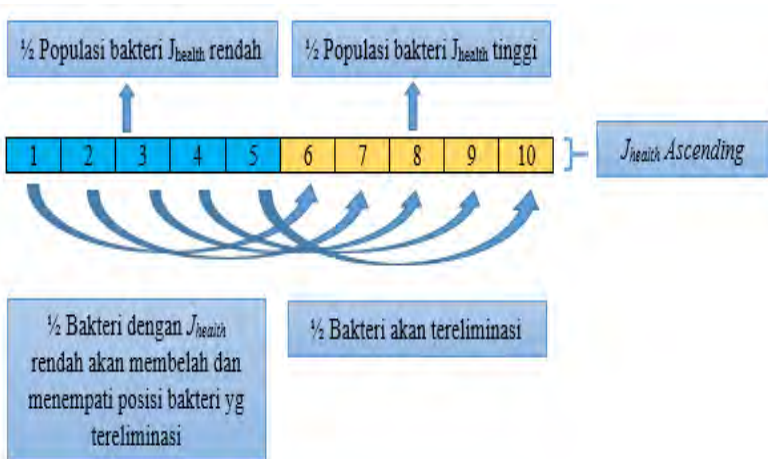 ½ Populasi bakteri Jhealth rendah
½ Populasi bakteri Jhealth tinggi
1 2 3 4 5 6 7 8 9 10
Jhealth Ascending
½ Bakteri dengan Jhealth
rendah akan membelah dan
menempati posisi bakteri yg
tereliminasi
½ Bakteri akan tereliminasi